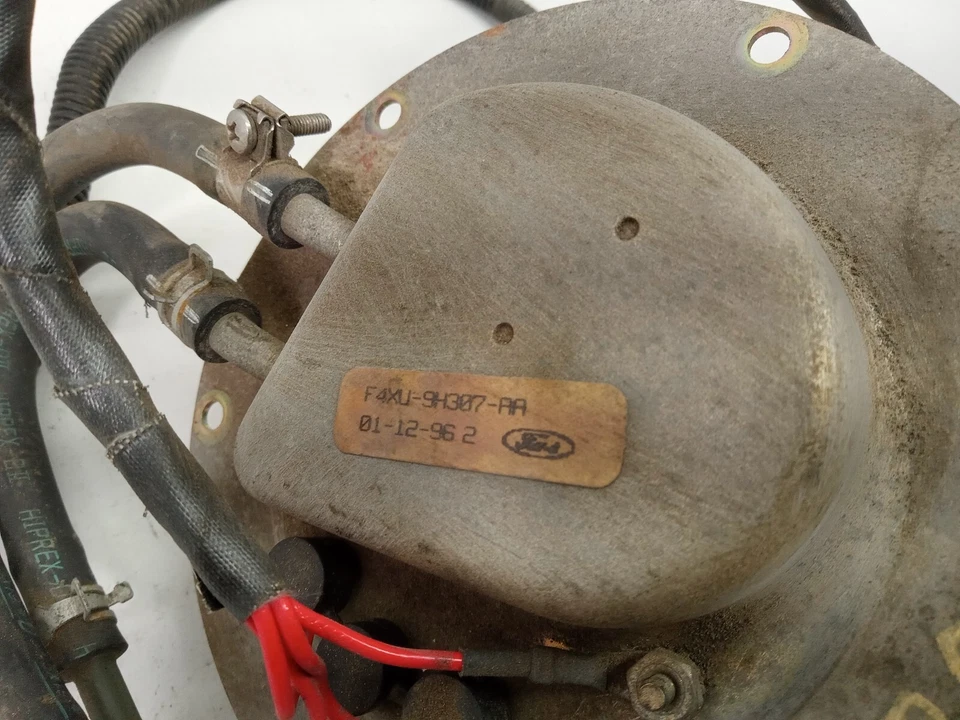 F4XU-9H307-AA
01-12-96 2
Ford
HIPREX-